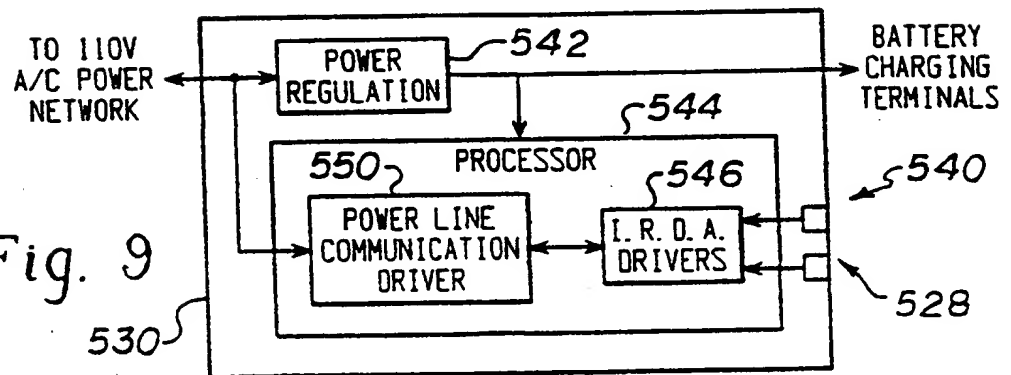 TO 110V
A/C POWER
NETWORK
POWER
REGULATION
542
BATTERY
CHARGING
TERMINALS
544
PROCESSOR
550
546
540
POWER LINE
COMMUNICATION
DRIVER
I.R.D.A.
DRIVERS
Fig. 9
530
528